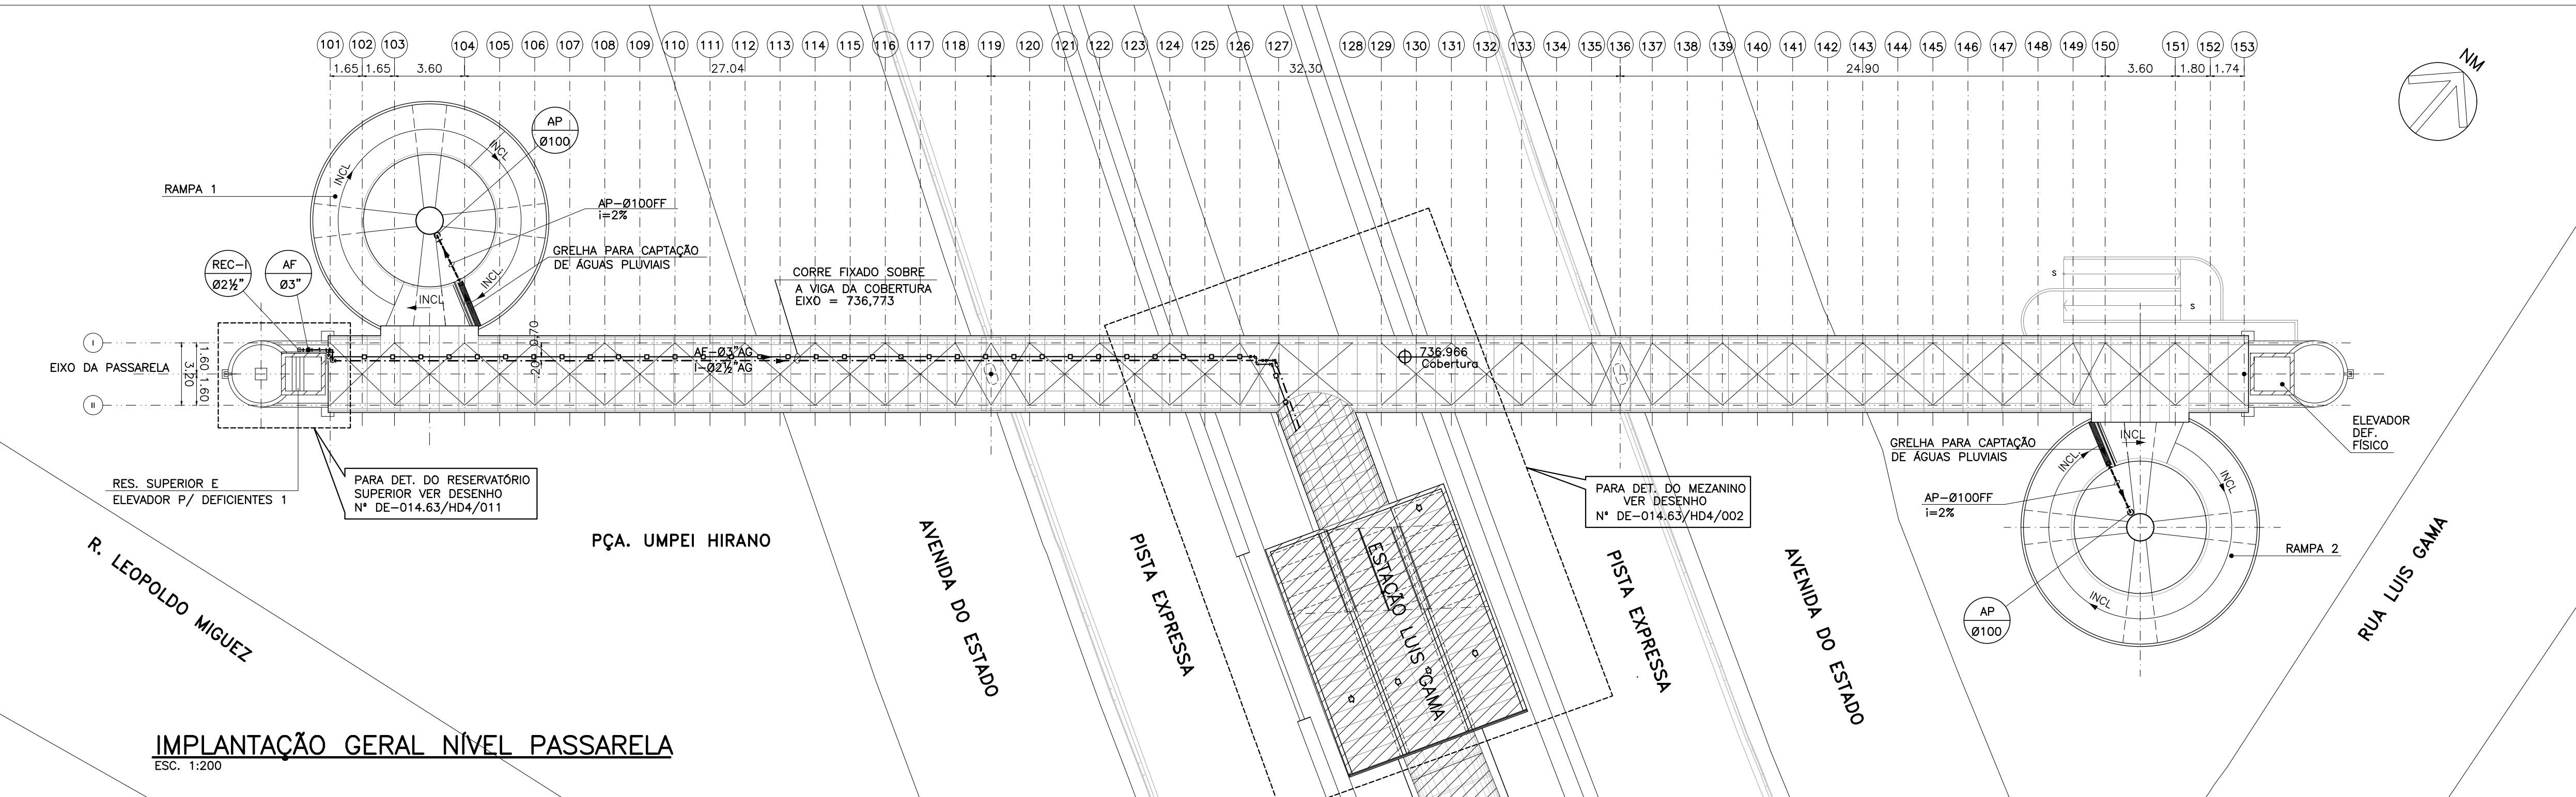 101 102 103 104 105 106 107 108 109 110 111 112 113 114 115 116 117 118 119 120 121 122 123 124 125 126 127 128 129 130 131 132 133 134 135 136 137 138 139 140 141 142 143 144 145 146 147 148 149 150 151 152 153
1.65 1.65 3.60 27.04 32.30 24.90 3.60 1.80 1.74
NM
AP
Ø100
INCL
INCL
RAMPA 1
AP-Ø100FF
i=2%
GRELHA PARA CAPTAÇÃO
DE ÁGUAS PLUVIAIS
INCL.
INCL
REC-I
Ø2½"
AF
Ø3"
CORRE FIXADO SOBRE
A VIGA DA COBERTURA
EIXO = 736,773
I
EIXO DA PASSARELA
II
3.20
1.60 1.60
.20 0.70
AF-Ø3"AG
I-Ø2½"AG
736.966
Cobertura
S
S
ELEVADOR
DEF.
FÍSICO
RES. SUPERIOR E
ELEVADOR P/ DEFICIENTES 1
PARA DET. DO RESERVATÓRIO
SUPERIOR VER DESENHO
Nº DE-014.63/HD4/011
PARA DET. DO MEZANINO
VER DESENHO
Nº DE-014.63/HD4/002
GRELHA PARA CAPTAÇÃO
DE ÁGUAS PLUVIAIS
INCL
INCL
INCL
AP-Ø100FF
i=2%
RAMPA 2
INCL
AP
Ø100
R. LEOPOLDO MIGUEZ
PÇA. UMPEI HIRANO
AVENIDA DO ESTADO
PISTA EXPRESSA
ESTAÇÃO LUIS GAMA
PISTA EXPRESSA
AVENIDA DO ESTADO
RUA LUIS GAMA
IMPLANTAÇÃO GERAL NÍVEL PASSARELA
ESC. 1:200